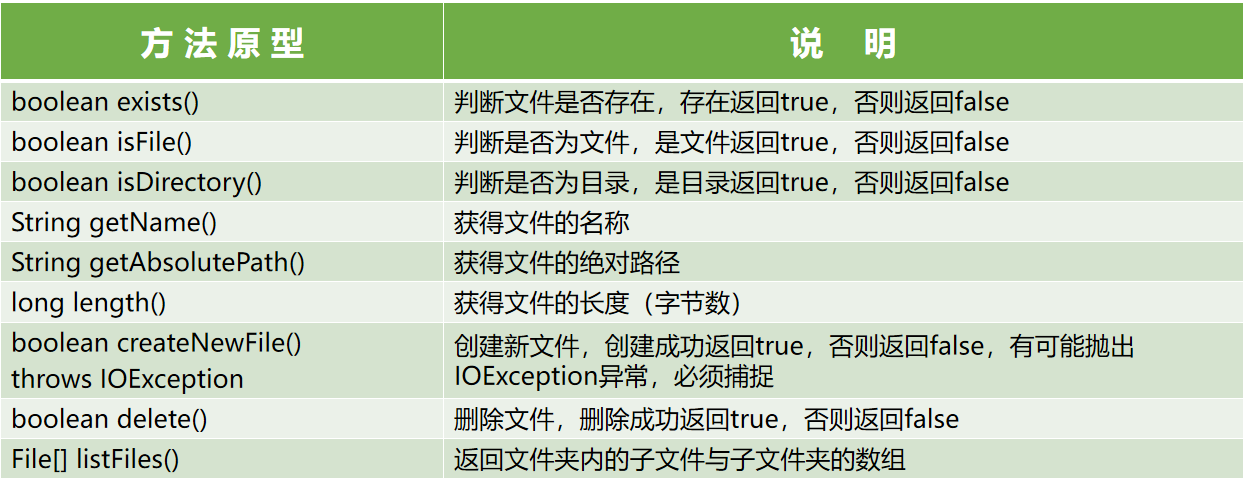 方法原型
说 明
boolean exists()
判断文件是否存在，存在返回true，否则返回false
boolean isFile()
判断是否为文件，是文件返回true，否则返回false
boolean isDirectory()
判断是否为目录，是目录返回true，否则返回false
String getName()
获得文件的名称
String getAbsolutePath()
获得文件的绝对路径
long length()
获得文件的长度（字节数）
boolean createNewFile()
throws IOException
创建新文件，创建成功返回true，否则返回false，有可能抛出
IOException异常，必须捕捉
boolean delete()
删除文件，删除成功返回true，否则返回false
File[] listFiles()
返回文件夹内的子文件与子文件夹的数组